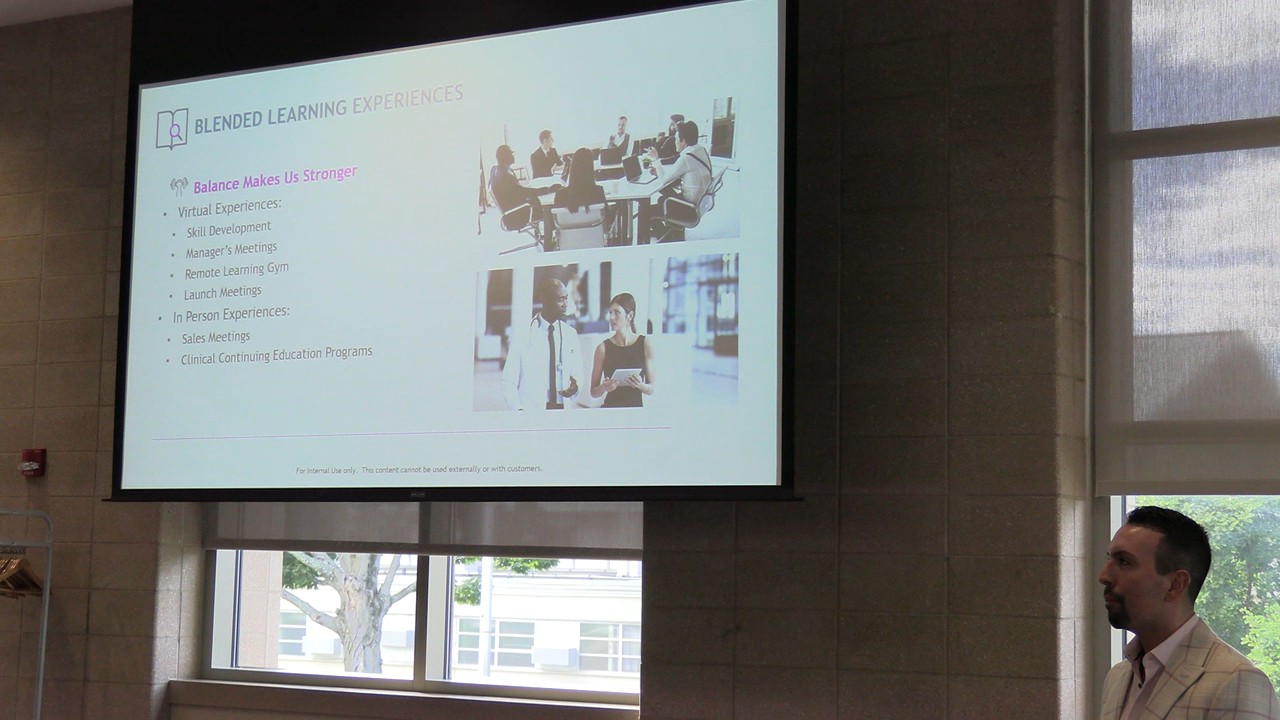 BLENDED LEARNING EXPERIENCES
Balance Makes Us Stronger
• Virtual Experiences:
• Skill Development
• Manager's Meetings
• Remote Learning Gym
• Launch Meetings
• In Person Experiences:
• Sales Meetings
• Clinical Continuing Education Programs
For Internal Use only. This content cannot be used externally or with customers.